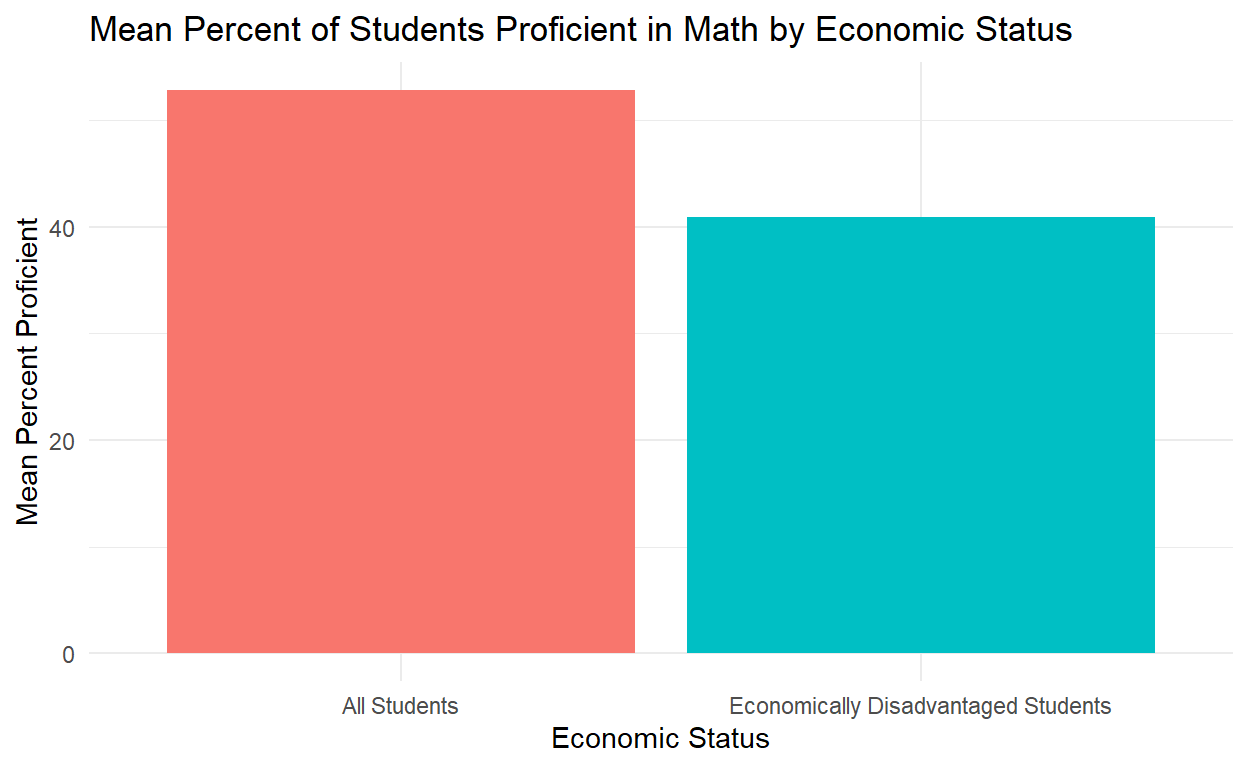 Mean Percent of Students Proficient in Math by Economic Status
Mean Percent Proficient
40
20
0
All Students
Economically Disadvantaged Students
Economic Status